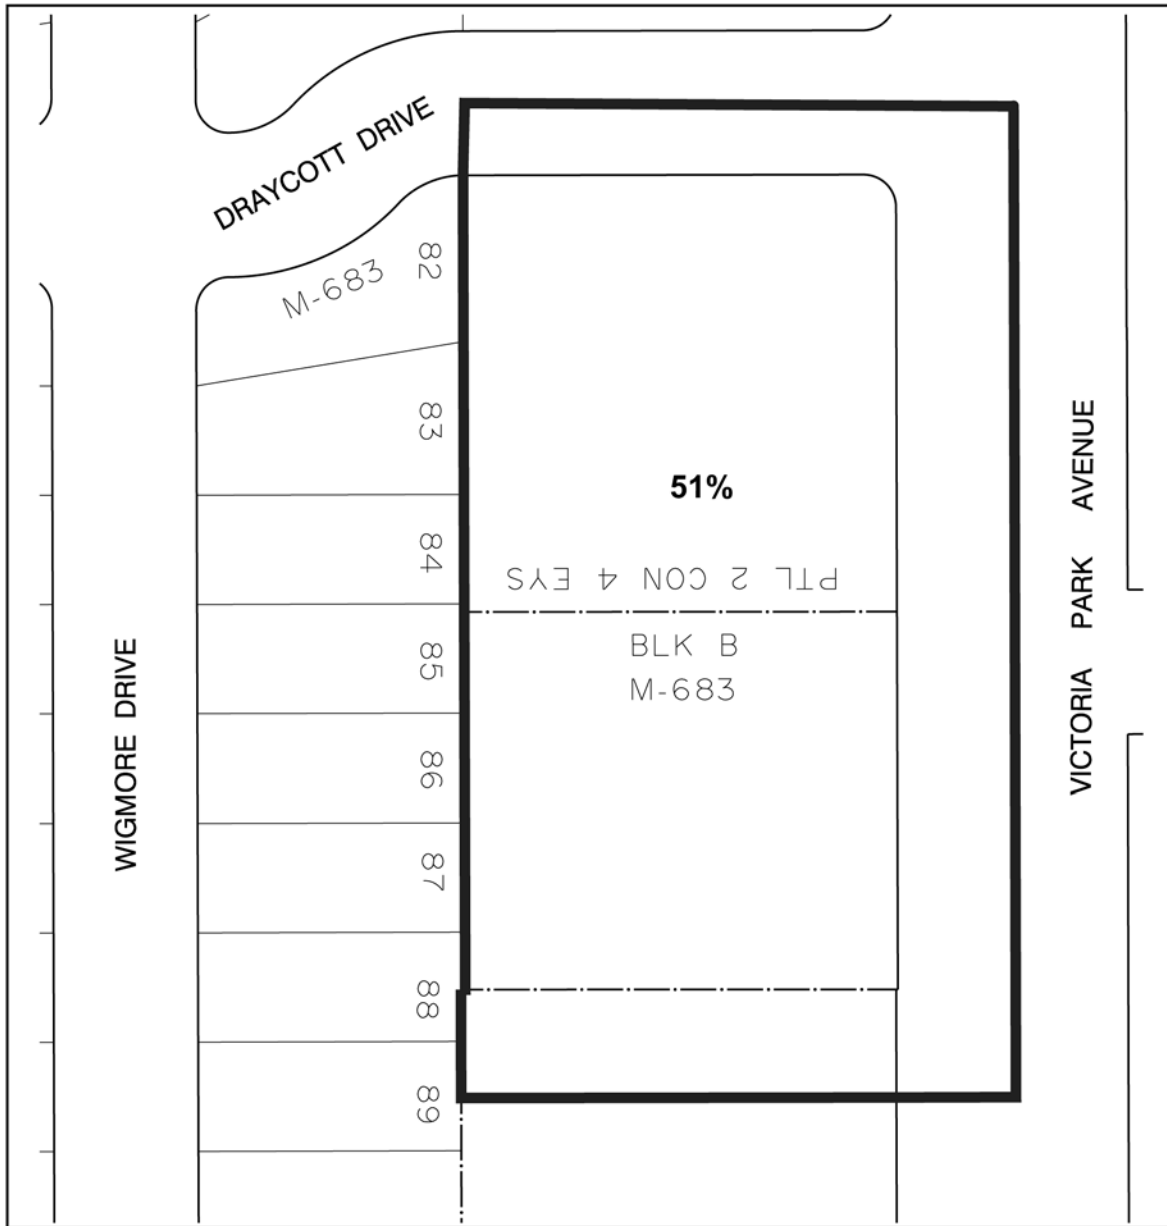 DRAYCOTT DRIVE
M-683
82
83
84
85
86
87
88
89
51%
PTL 2 CON 4 EYS
BLK B
M-683
WIGMORE DRIVE
VICTORIA PARK AVENUE